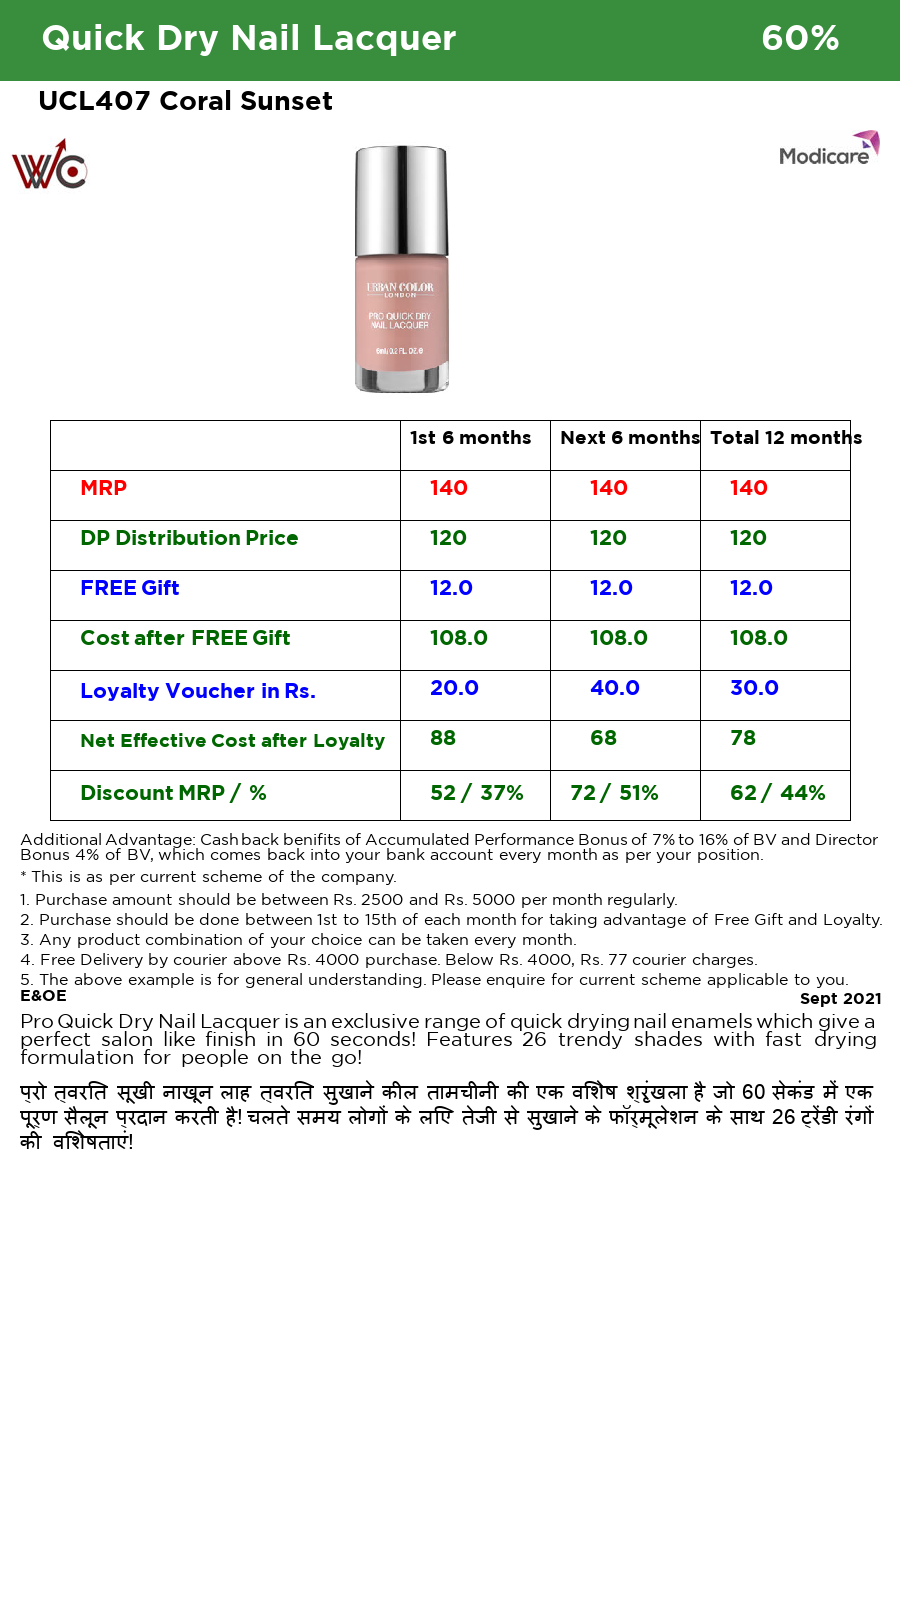 Quick Dry Nail Lacquer 60%
UCL407 Coral Sunset
WC
Modicare
URBAN COLOR
LONDON
PRO QUICK DRY
NAIL LACQUER
6ml/0.2 FL. OZ.℮
1st 6 months Next 6 months Total 12 months
MRP 140 140 140
DP Distribution Price 120 120 120
FREE Gift 12.0 12.0 12.0
Cost after FREE Gift 108.0 108.0 108.0
Loyalty Voucher in Rs. 20.0 40.0 30.0
Net Effective Cost after Loyalty 88 68 78
Discount MRP / % 52 / 37% 72 / 51% 62 / 44%
Additional Advantage: Cashback benifits of Accumulated Performance Bonus of 7% to 16% of BV and Director
Bonus 4% of BV, which comes back into your bank account every month as per your position.
* This is as per current scheme of the company.
1. Purchase amount should be between Rs. 2500 and Rs. 5000 per month regularly.
2. Purchase should be done between 1st to 15th of each month for taking advantage of Free Gift and Loyalty.
3. Any product combination of your choice can be taken every month.
4. Free Delivery by courier above Rs. 4000 purchase. Below Rs. 4000, Rs. 77 courier charges.
5. The above example is for general understanding. Please enquire for current scheme applicable to you.
E&OE Sept 2021
Pro Quick Dry Nail Lacquer is an exclusive range of quick drying nail enamels which give a
perfect salon like finish in 60 seconds! Features 26 trendy shades with fast drying
formulation for people on the go!
प्रो त्वरित सूखी नाखून लाह त्वरित सुखाने कील तामचीनी की एक विशेष श्रृंखला है जो 60 सेकंड में एक
पूर्ण सैलून प्रदान करती है! चलते समय लोगों के लिए तेजी से सुखाने के फॉर्मूलेशन के साथ 26 ट्रेंडी रंगों
की विशेषताएं!